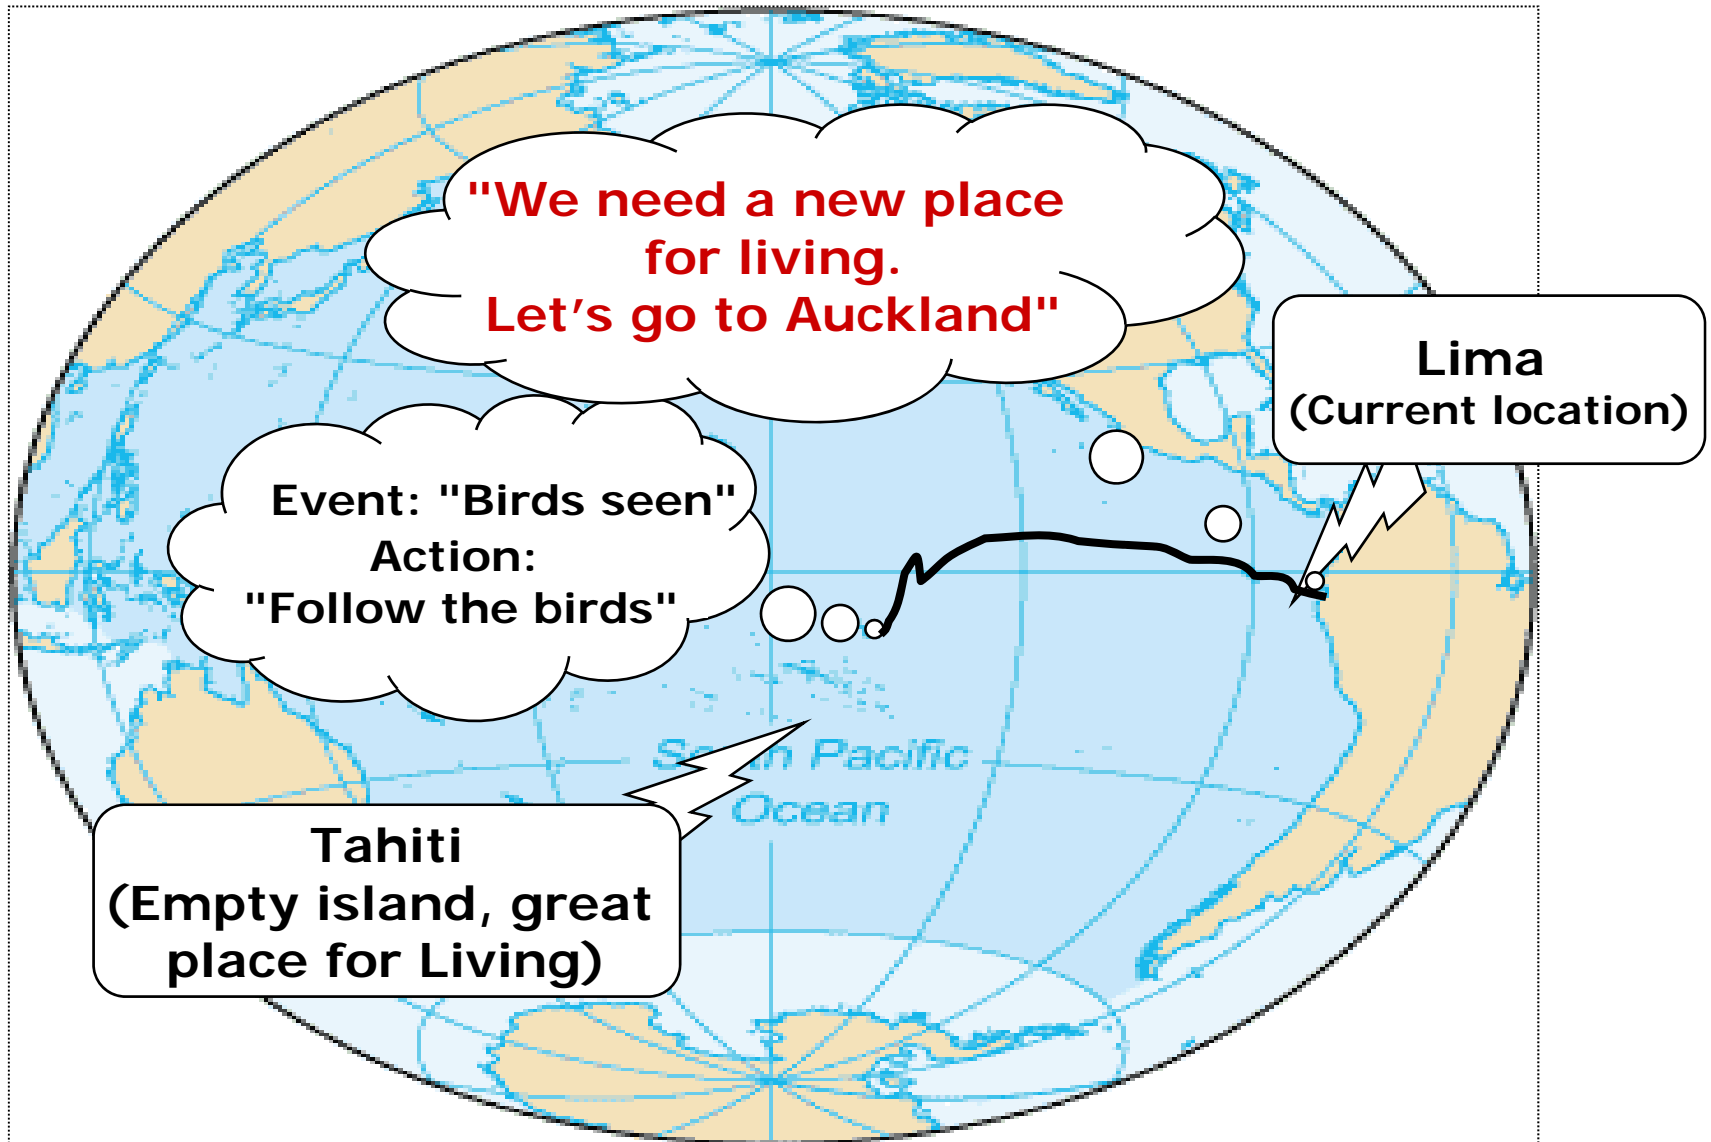 "We need a new place
for living.
Let's go to Auckland"
Lima
(Current location)
Event: "Birds seen"
Action:
"Follow the birds"
Pacific
Ocean
Tahiti
(Empty island, great
place for Living)